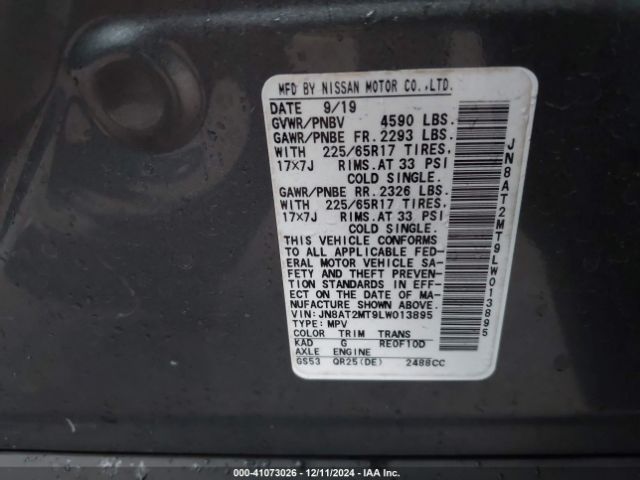 MFD BY NISSAN MOTOR CO.,LTD.
DATE 9/19
GVWR/PNBV 4590 LBS.
GAWR/PNBE FR. 2293 LBS.
WITH 225/65R17 TIRES.
17×7J RIMS. AT 33 PSI
COLD SINGLE.
GAWR/PNBE RR. 2326 LBS.
WITH 225/65R17 TIRES.
17×7J RIMS. AT 33 PSI
COLD SINGLE.
THIS VEHICLE CONFORMS
TO ALL APPLICABLE FED-
ERAL MOTOR VEHICLE SA-
FETY AND THEFT PREVENTION
STANDARDS IN EFF-
ECT ON THE DATE OF MA-
NUFACTURE SHOWN ABOVE.
VIN: JN8AT2MT9LW013895
TYPE: MPV
COLOR TRIM TRANS
KAD G RE0F10D
AXLE ENGINE
GS53 QR25(DE) 2488CC
JN8AT2MT9LW013895
000-41073026 - 12/11/2024 - IAA Inc.